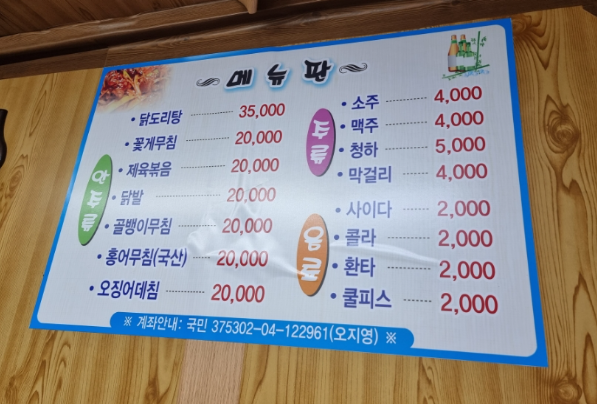 메뉴판
안주류
• 닭도리탕 35,000
• 꽃게무침 20,000
• 제육볶음 20,000
• 닭발 20,000
• 골뱅이무침 20,000
• 홍어무침(국산) 20,000
• 오징어데침 20,000
• 소주 4,000
• 맥주 4,000
• 청하 5,000
• 막걸리 4,000
음료
• 사이다 2,000
• 콜라 2,000
• 환타 2,000
• 쿨피스 2,000
※ 계좌안내: 국민 375302-04-122961(오지영) ※